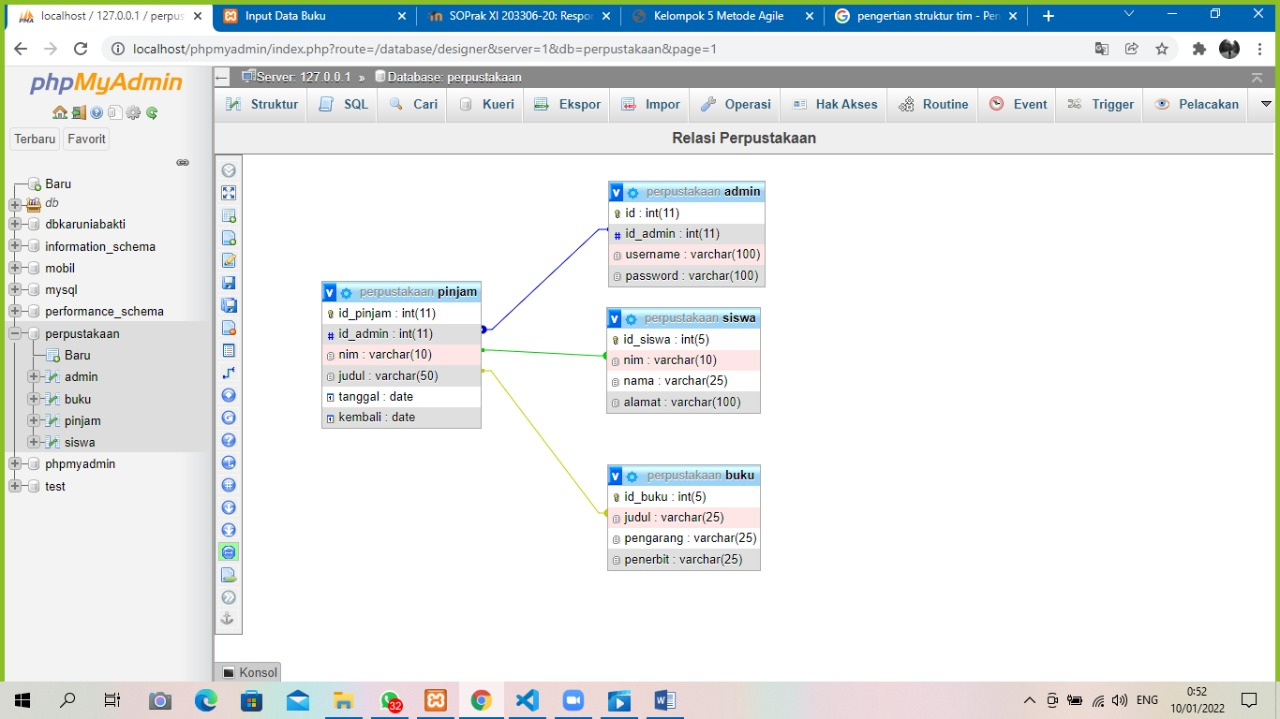 localhost / 127.0.0.1 / perpus
Input Data Buku
SOPrak XI 203306-20: Respon
Kelompok 5 Metode Agile
pengertian struktur tim - Pen
localhost/phpmyadmin/index.php?route=/database/designer&server=1&db=perpustakaan&page=1
phpMyAdmin
Server: 127.0.0.1 » Database: perpustakaan
Struktur SQL Cari Kueri Ekspor Impor Operasi Hak Akses Routine Event Trigger Pelacakan
Terbaru Favorit
Relasi Perpustakaan
Baru
db
dbkaruniabakti
information_schema
mobil
mysql
performance_schema
perpustakaan
Baru
admin
buku
pinjam
siswa
phpmyadmin
test
v perpustakaan admin
id : int(11)
# id_admin : int(11)
username : varchar(100)
password : varchar(100)
v perpustakaan pinjam
id_pinjam : int(11)
# id_admin : int(11)
nim : varchar(10)
judul : varchar(50)
tanggal : date
kembali : date
v perpustakaan siswa
id_siswa : int(5)
nim : varchar(10)
nama : varchar(25)
alamat : varchar(100)
v perpustakaan buku
id_buku : int(5)
judul : varchar(25)
pengarang : varchar(25)
penerbit : varchar(25)
Konsol
32
ENG
0:52
10/01/2022